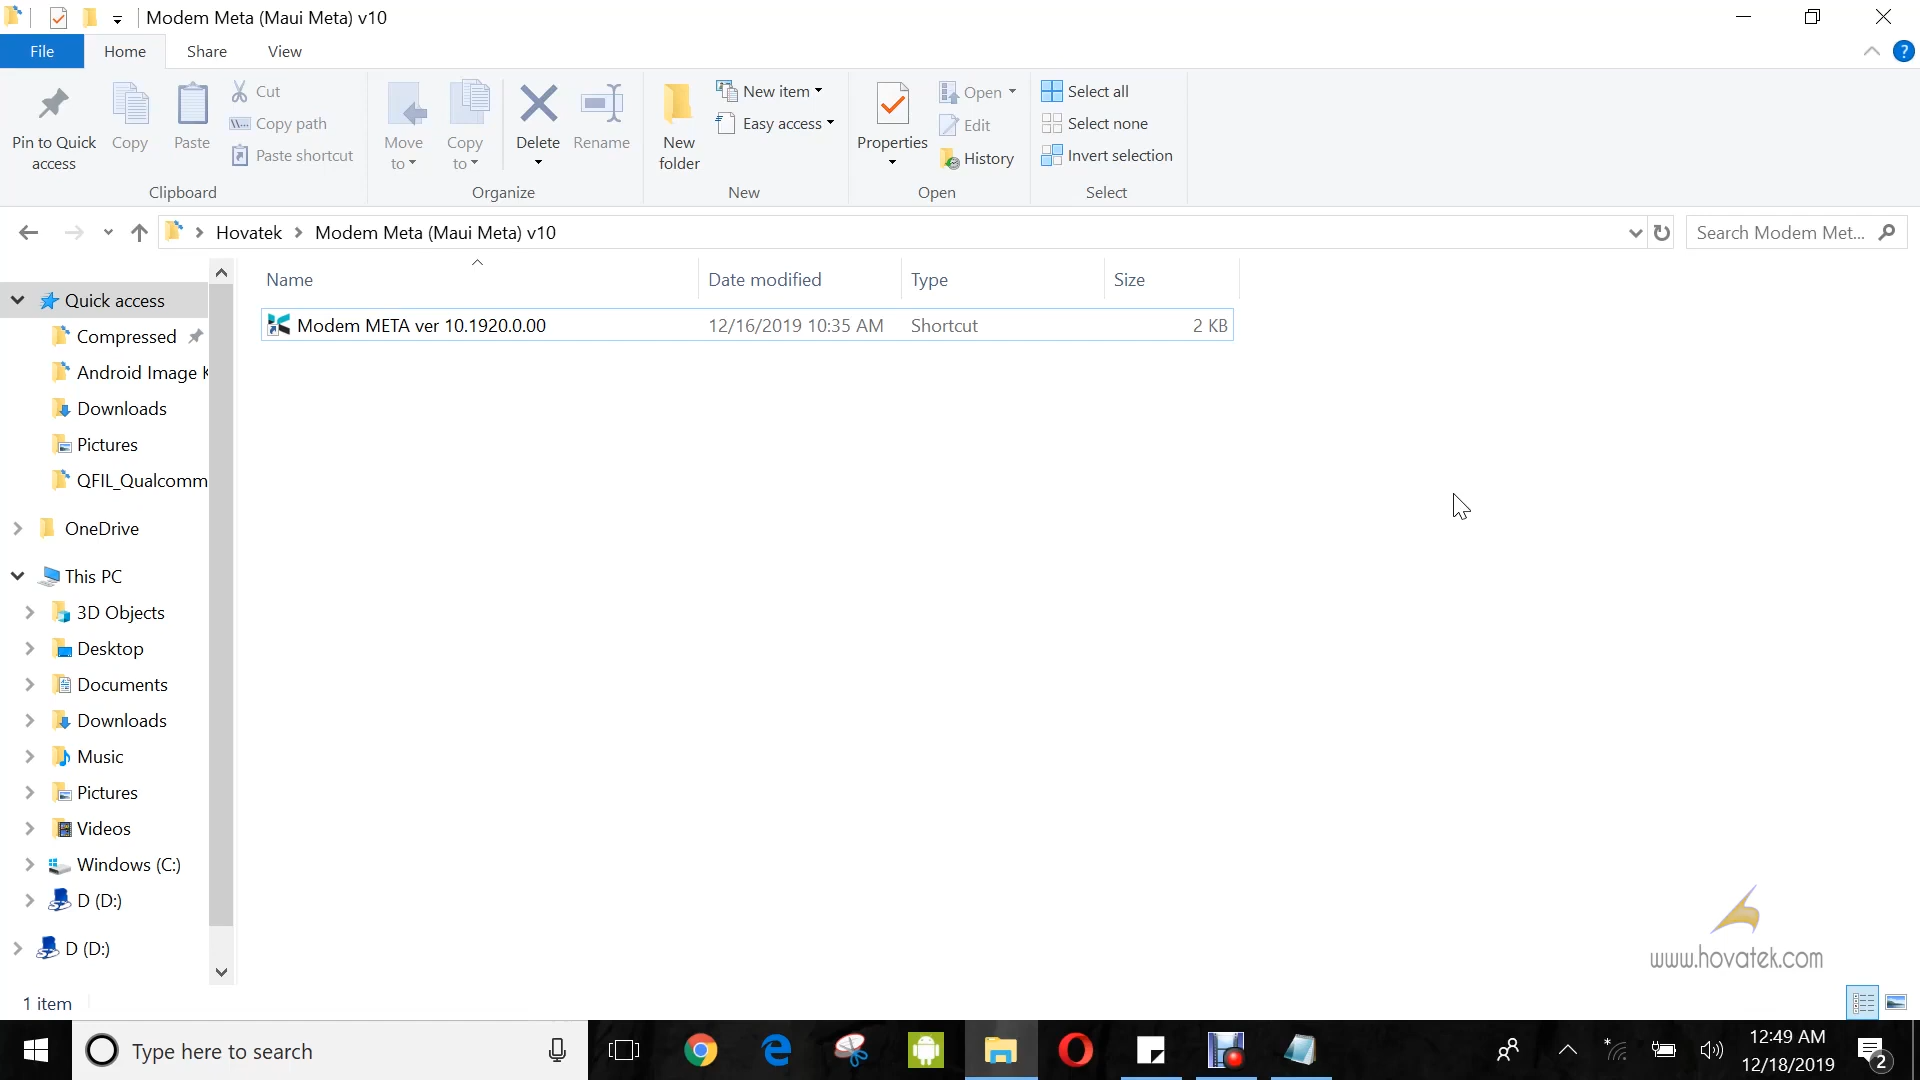 Modem Meta (Maui Meta) v10
File Home Share View
Pin to Quick access
Copy
Paste
Cut
Copy path
Paste shortcut
Clipboard
Move to
Copy to
Delete
Rename
Organize
New folder
New item
Easy access
New
Properties
Open
Edit
History
Open
Select all
Select none
Invert selection
Select
Hovatek Modem Meta (Maui Meta) v10
Search Modem Met...
Name Date modified Type Size
Modem META ver 10.1920.0.00 12/16/2019 10:35 AM Shortcut 2 KB
Quick access
Compressed
Android Image K
Downloads
Pictures
QFIL_Qualcomm
OneDrive
This PC
3D Objects
Desktop
Documents
Downloads
Music
Pictures
Videos
Windows (C:)
D (D:)
D (D:)
www.hovatek.com
1 item
Type here to search
12:49 AM
12/18/2019
2